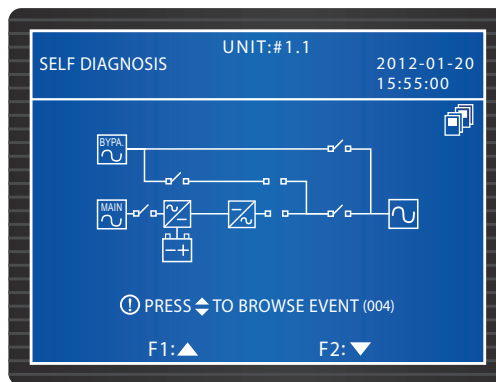 UNIT:#1.1
SELF DIAGNOSIS
2012-01-20
15:55:00
BYPA.
MAIN
PRESS TO BROWSE EVENT (004)
F1:
F2: